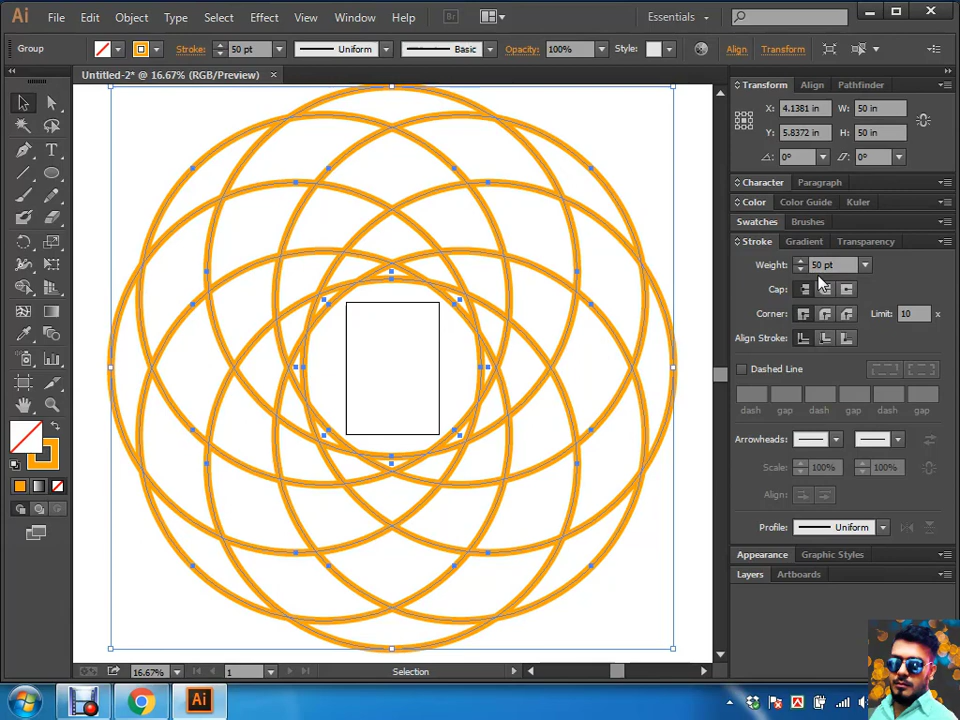 Ai File Edit Object Type Select Effect View Window Help Br Essentials
Group Stroke: 50 pt Uniform Basic Opacity: 100% Style: Align Transform
Untitled-2* @ 16.67% (RGB/Preview) ×
Transform Align Pathfinder
X: 4.1381 in W: 50 in
Y: 5.8372 in H: 50 in
0° 0°
Character Paragraph
Color Color Guide Kuler
Swatches Brushes
Stroke Gradient Transparency
Weight: 50 pt
Cap:
Corner: Limit: 10 x
Align Stroke:
Dashed Line
dash gap dash gap dash gap
Arrowheads:
Scale: 100% 100%
Align:
Profile: Uniform
Appearance Graphic Styles
Layers Artboards
T
16.67% 1 Selection
Ai